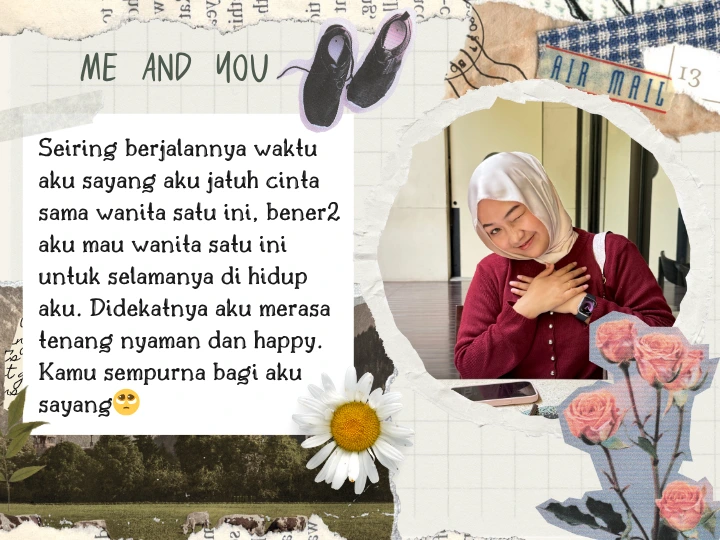 ME AND YOU
AIR MAIL
13
Seiring berjalannya waktu
aku sayang aku jatuh cinta
sama wanita satu ini, bener2
aku mau wanita satu ini
untuk selamanya di hidup
aku. Didekatnya aku merasa
tenang nyaman dan happy.
Kamu sempurna bagi aku
sayang🥺